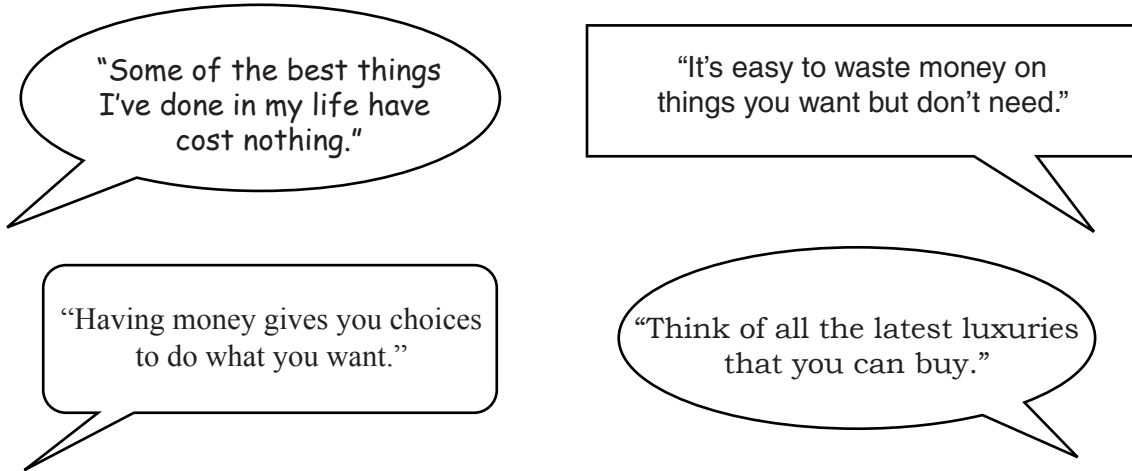 “Some of the best things
I’ve done in my life have
cost nothing.”
“It’s easy to waste money on
things you want but don’t need.”
“Having money gives you choices
to do what you want.”
“Think of all the latest luxuries
that you can buy.”